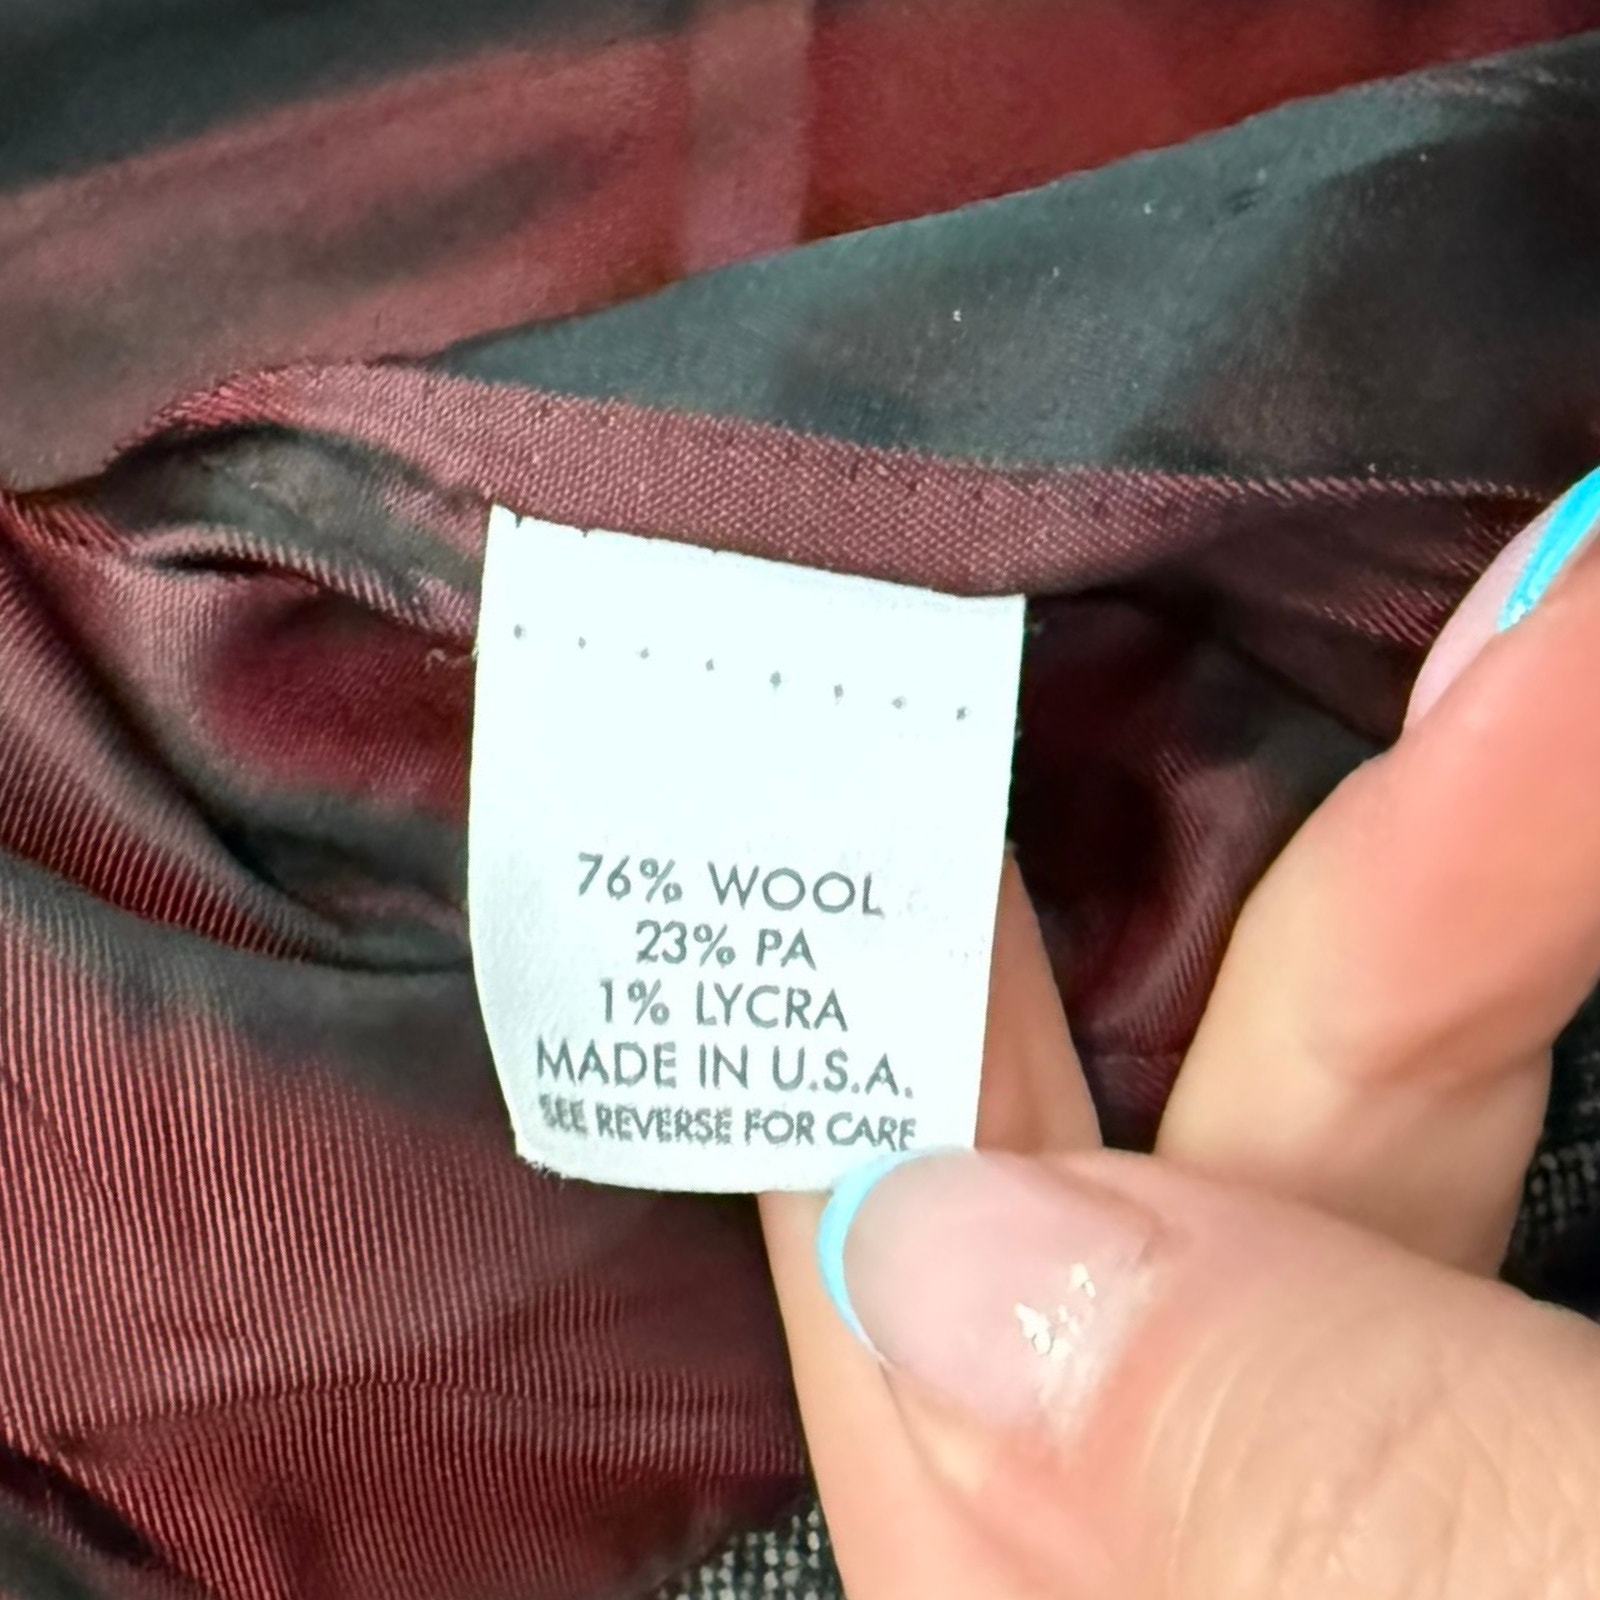 76% WOOL
23% PA
1% LYCRA
MADE IN U.S.A.
SEE REVERSE FOR CARE